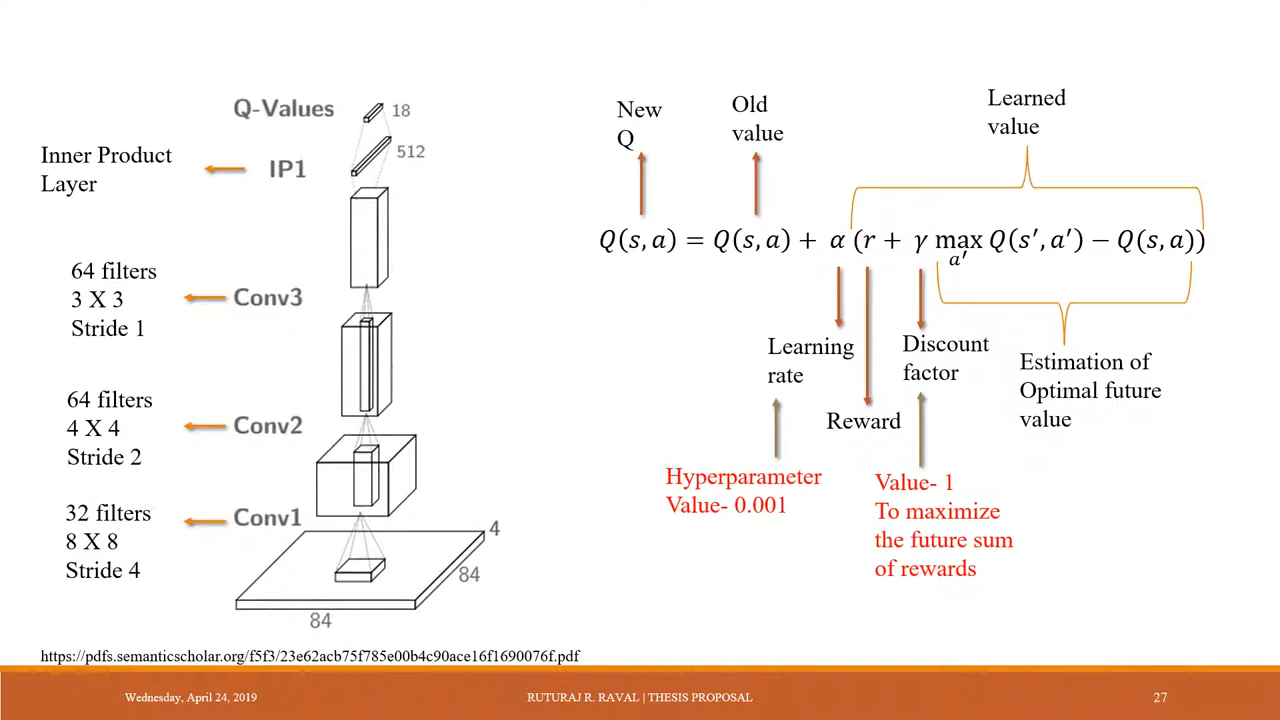 Q-Values
18
Inner Product
Layer
IP1
512
64 filters
3 X 3
Stride 1
Conv3
64 filters
4 X 4
Stride 2
Conv2
32 filters
8 X 8
Stride 4
Conv1
4
84
84
New
Q
Old
value
Learned
value
Q(s, a) = Q(s, a) + α (r + γ max Q(s′, a′) − Q(s, a))
a′
Learning
rate
Reward
Discount
factor
Estimation of
Optimal future
value
Hyperparameter
Value- 0.001
Value- 1
To maximize
the future sum
of rewards
https://pdfs.semanticscholar.org/f5f3/23e62acb75f785e00b4c90ace16f1690076f.pdf
Wednesday, April 24, 2019
RUTURAJ R. RAVAL | THESIS PROPOSAL
27